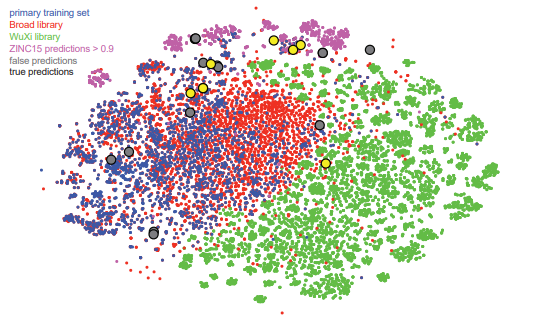 primary training set
Broad library
WuXi library
ZINC15 predictions > 0.9
false predictions
true predictions